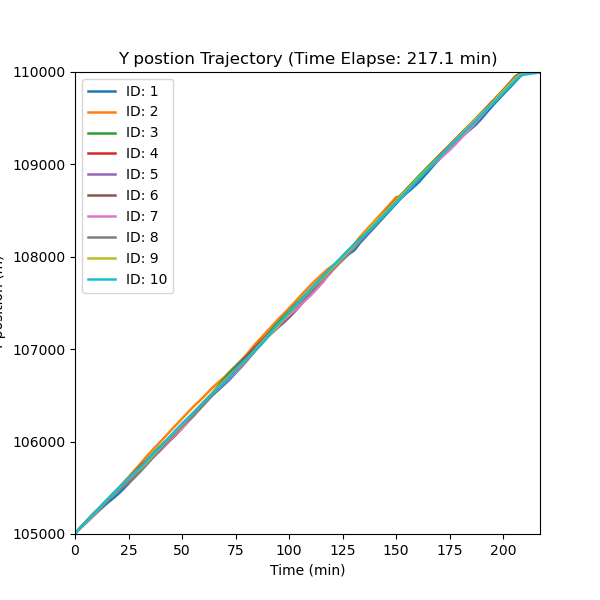 Y postion Trajectory (Time Elapse: 217.1 min)
110000
109000
108000
107000
106000
105000
ID: 1
ID: 2
ID: 3
ID: 4
ID: 5
ID: 6
ID: 7
ID: 8
ID: 9
ID: 10
0 25 50 75 100 125 150 175 200
Time (min)